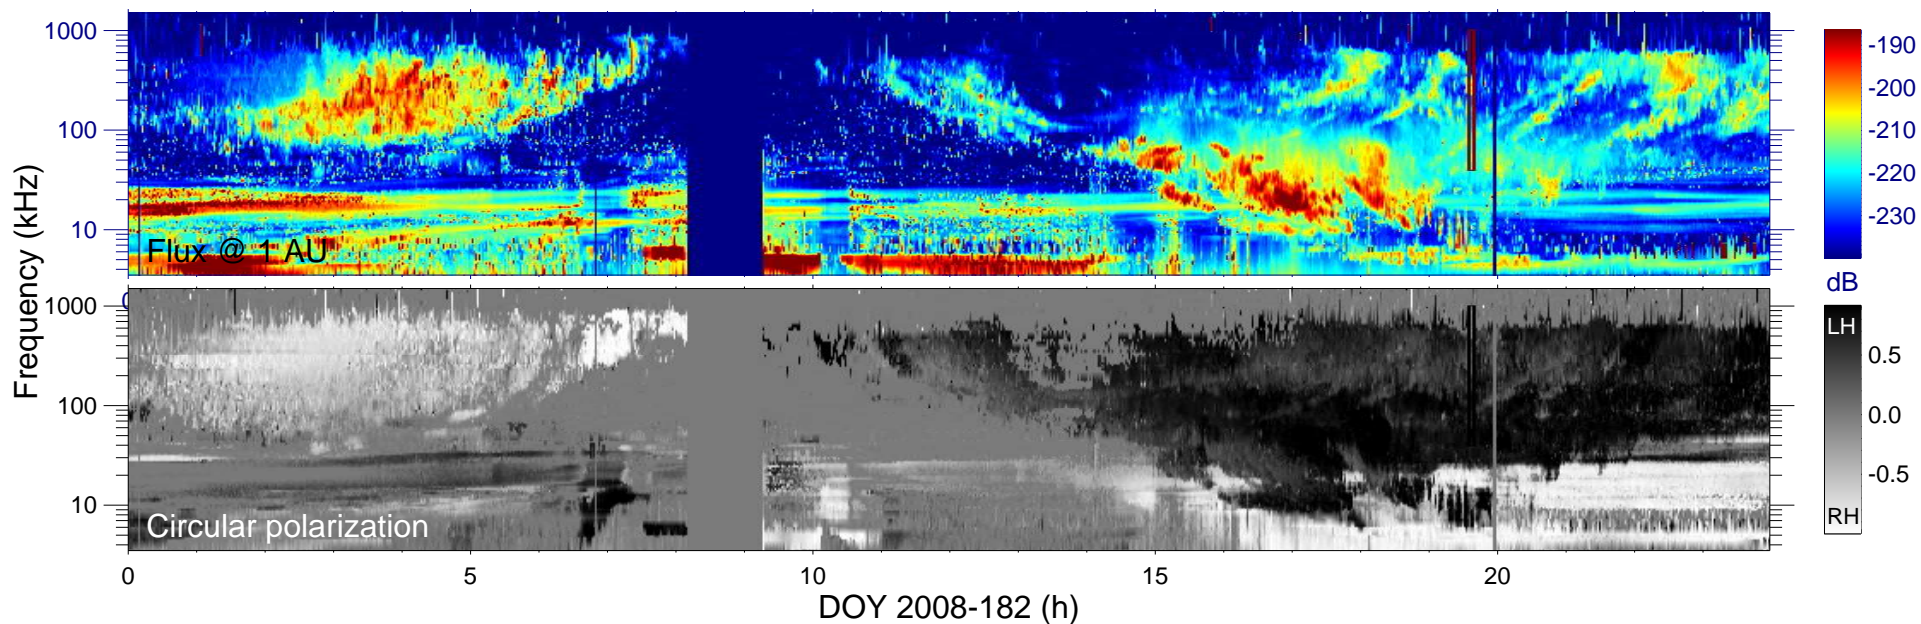 1000
100
10
Flux @ 1 AU
-190
-200
-210
-220
-230
dB
Frequency (kHz)
0
1000
100
10
Circular polarization
LH
0.5
0.0
-0.5
RH
0 5 10 15 20
DOY 2008-182 (h)